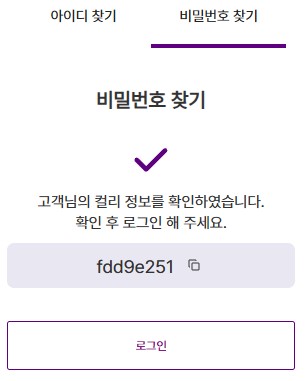 아이디 찾기 비밀번호 찾기
비밀번호 찾기
고객님의 컬리 정보를 확인하였습니다.
확인 후 로그인 해 주세요.
fdd9e251
로그인